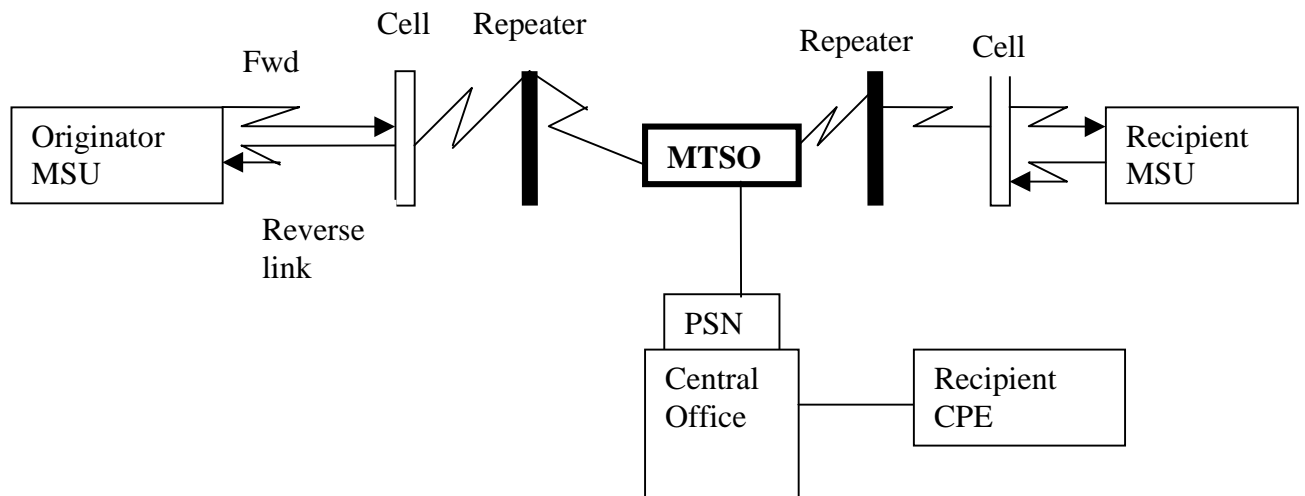 Cell
Repeater
Repeater
Cell
Fwd
Originator
MSU
MTSO
Recipient
MSU
Reverse
link
PSN
Central
Office
Recipient
CPE